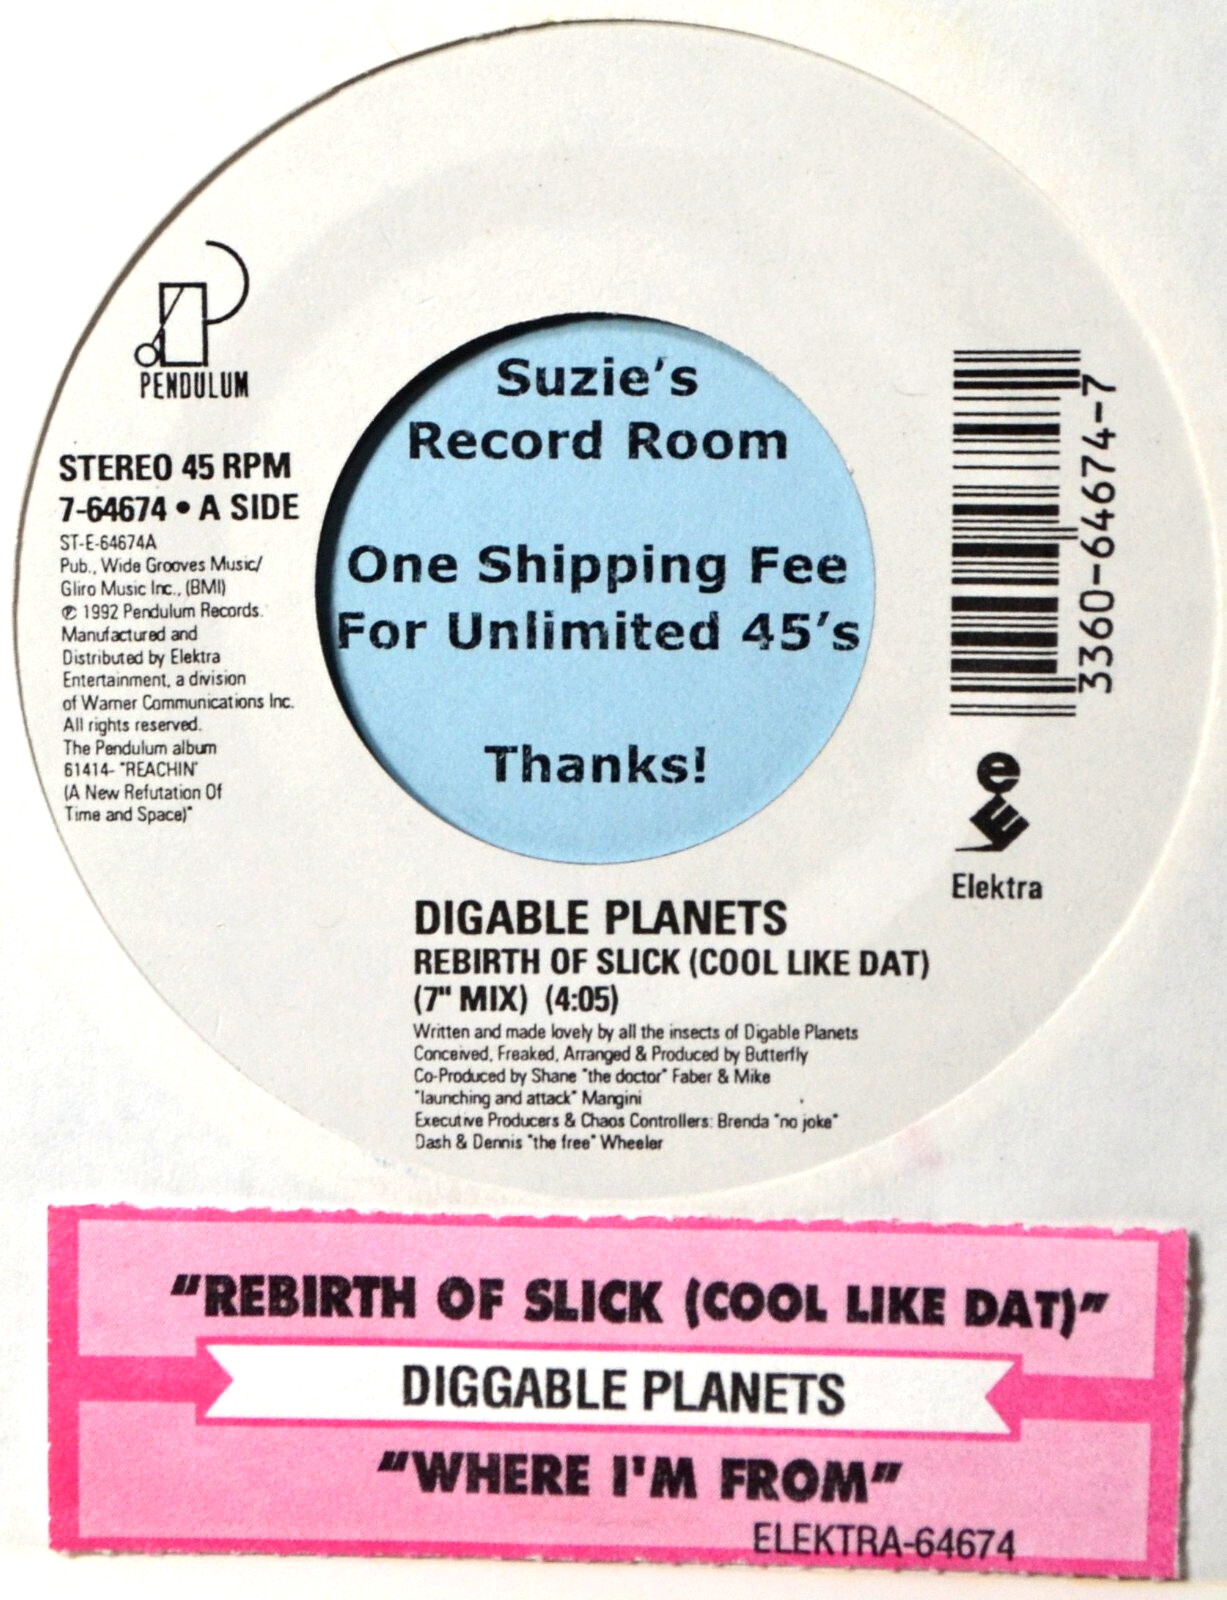 PENDULUM
STEREO 45 RPM
7-64674 • A SIDE
ST-E-64674A
Pub., Wide Grooves Music/
Gliro Music Inc., (BMI)
℗ 1992 Pendulum Records.
Manufactured and
Distributed by Elektra
Entertainment, a division
of Warner Communications Inc.
All rights reserved.
The Pendulum album
61414- "REACHIN'
(A New Refutation Of
Time and Space)"
Suzie's
Record Room
One Shipping Fee
For Unlimited 45's
Thanks!
3360-64674-7
Elektra
DIGABLE PLANETS
REBIRTH OF SLICK (COOL LIKE DAT)
(7" MIX) (4:05)
Written and made lovely by all the insects of Digable Planets
Conceived, Freaked, Arranged & Produced by Butterfly
Co-Produced by Shane "the doctor" Faber & Mike
"launching and attack" Mangini
Executive Producers & Chaos Controllers: Brenda "no joke"
Dash & Dennis "the free" Wheeler
"REBIRTH OF SLICK (COOL LIKE DAT)"
DIGGABLE PLANETS
"WHERE I'M FROM"
ELEKTRA-64674